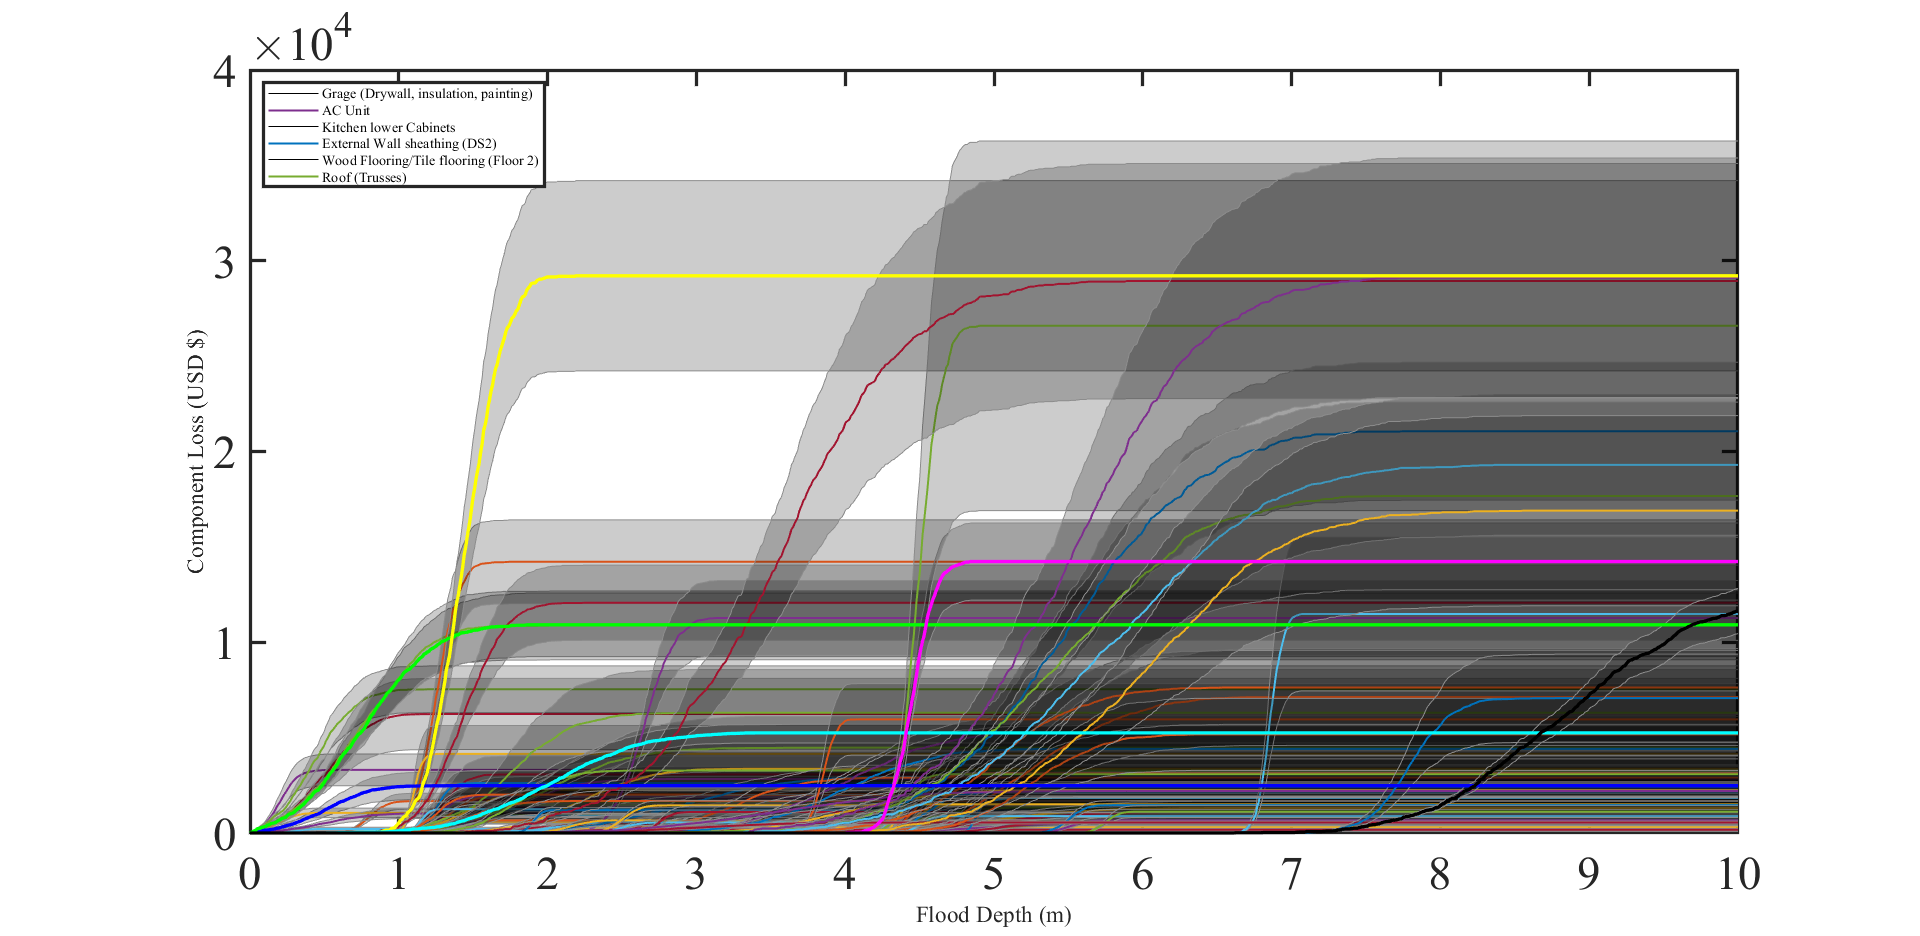 ×10⁴
4
3
2
1
0
Grage (Drywall, insulation, painting)
AC Unit
Kitchen lower Cabinets
External Wall sheathing (DS2)
Wood Flooring/Tile flooring (Floor 2)
Roof (Trusses)
Component Loss (USD $)
0 1 2 3 4 5 6 7 8 9 10
Flood Depth (m)